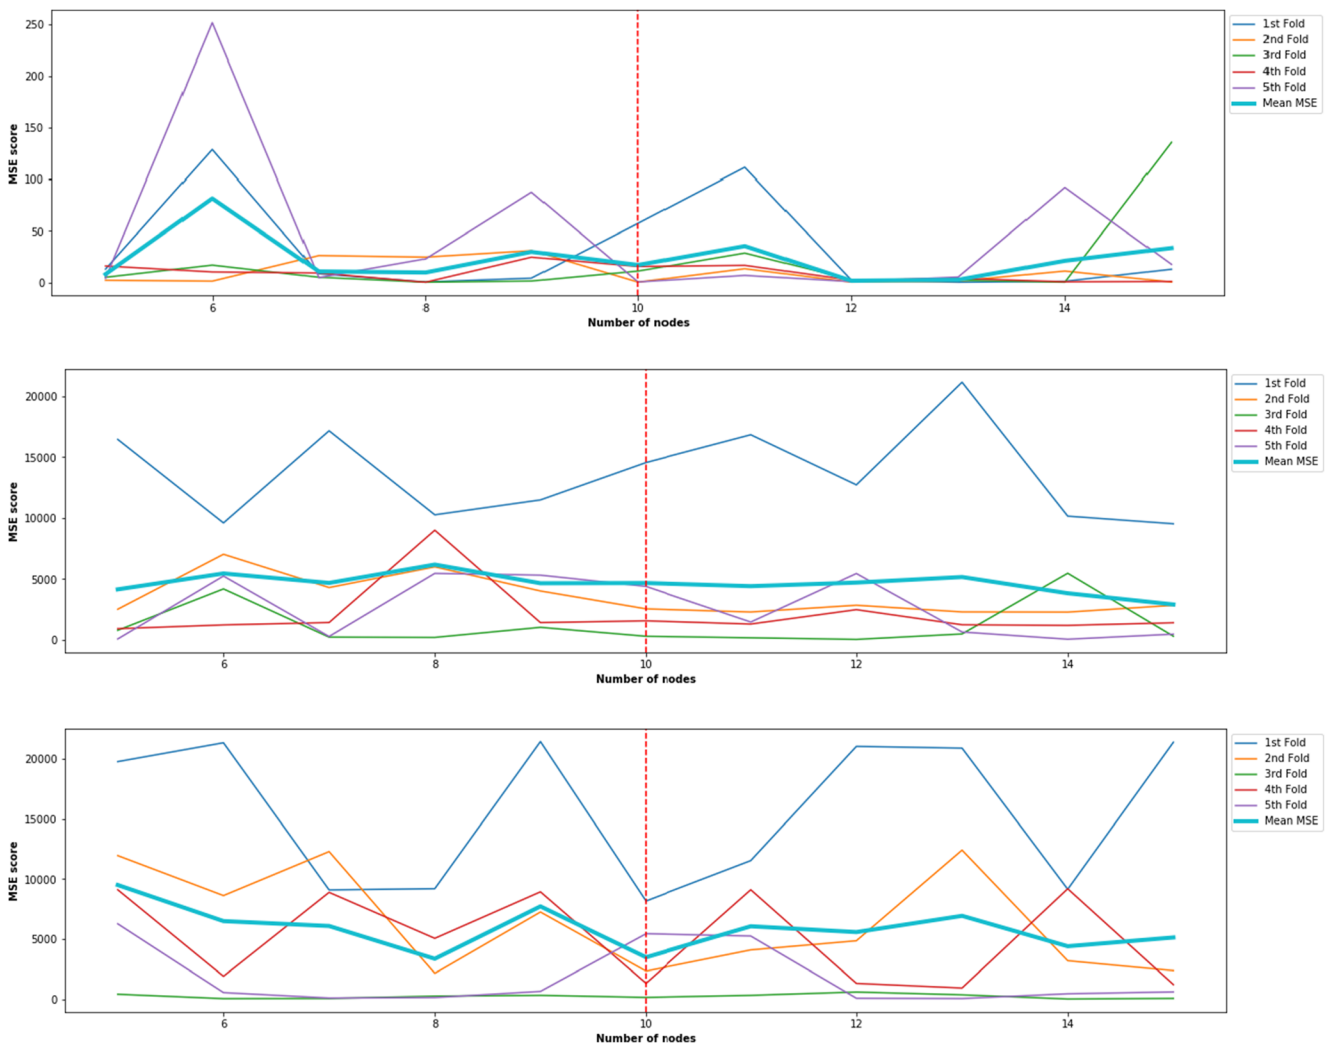 250
200
150
100
50
0
MSE score
6
8
10
12
14
Number of nodes
1st Fold
2nd Fold
3rd Fold
4th Fold
5th Fold
Mean MSE
20000
15000
10000
5000
0
MSE score
6
8
10
12
14
Number of nodes
1st Fold
2nd Fold
3rd Fold
4th Fold
5th Fold
Mean MSE
20000
15000
10000
5000
0
MSE score
6
8
10
12
14
Number of nodes
1st Fold
2nd Fold
3rd Fold
4th Fold
5th Fold
Mean MSE